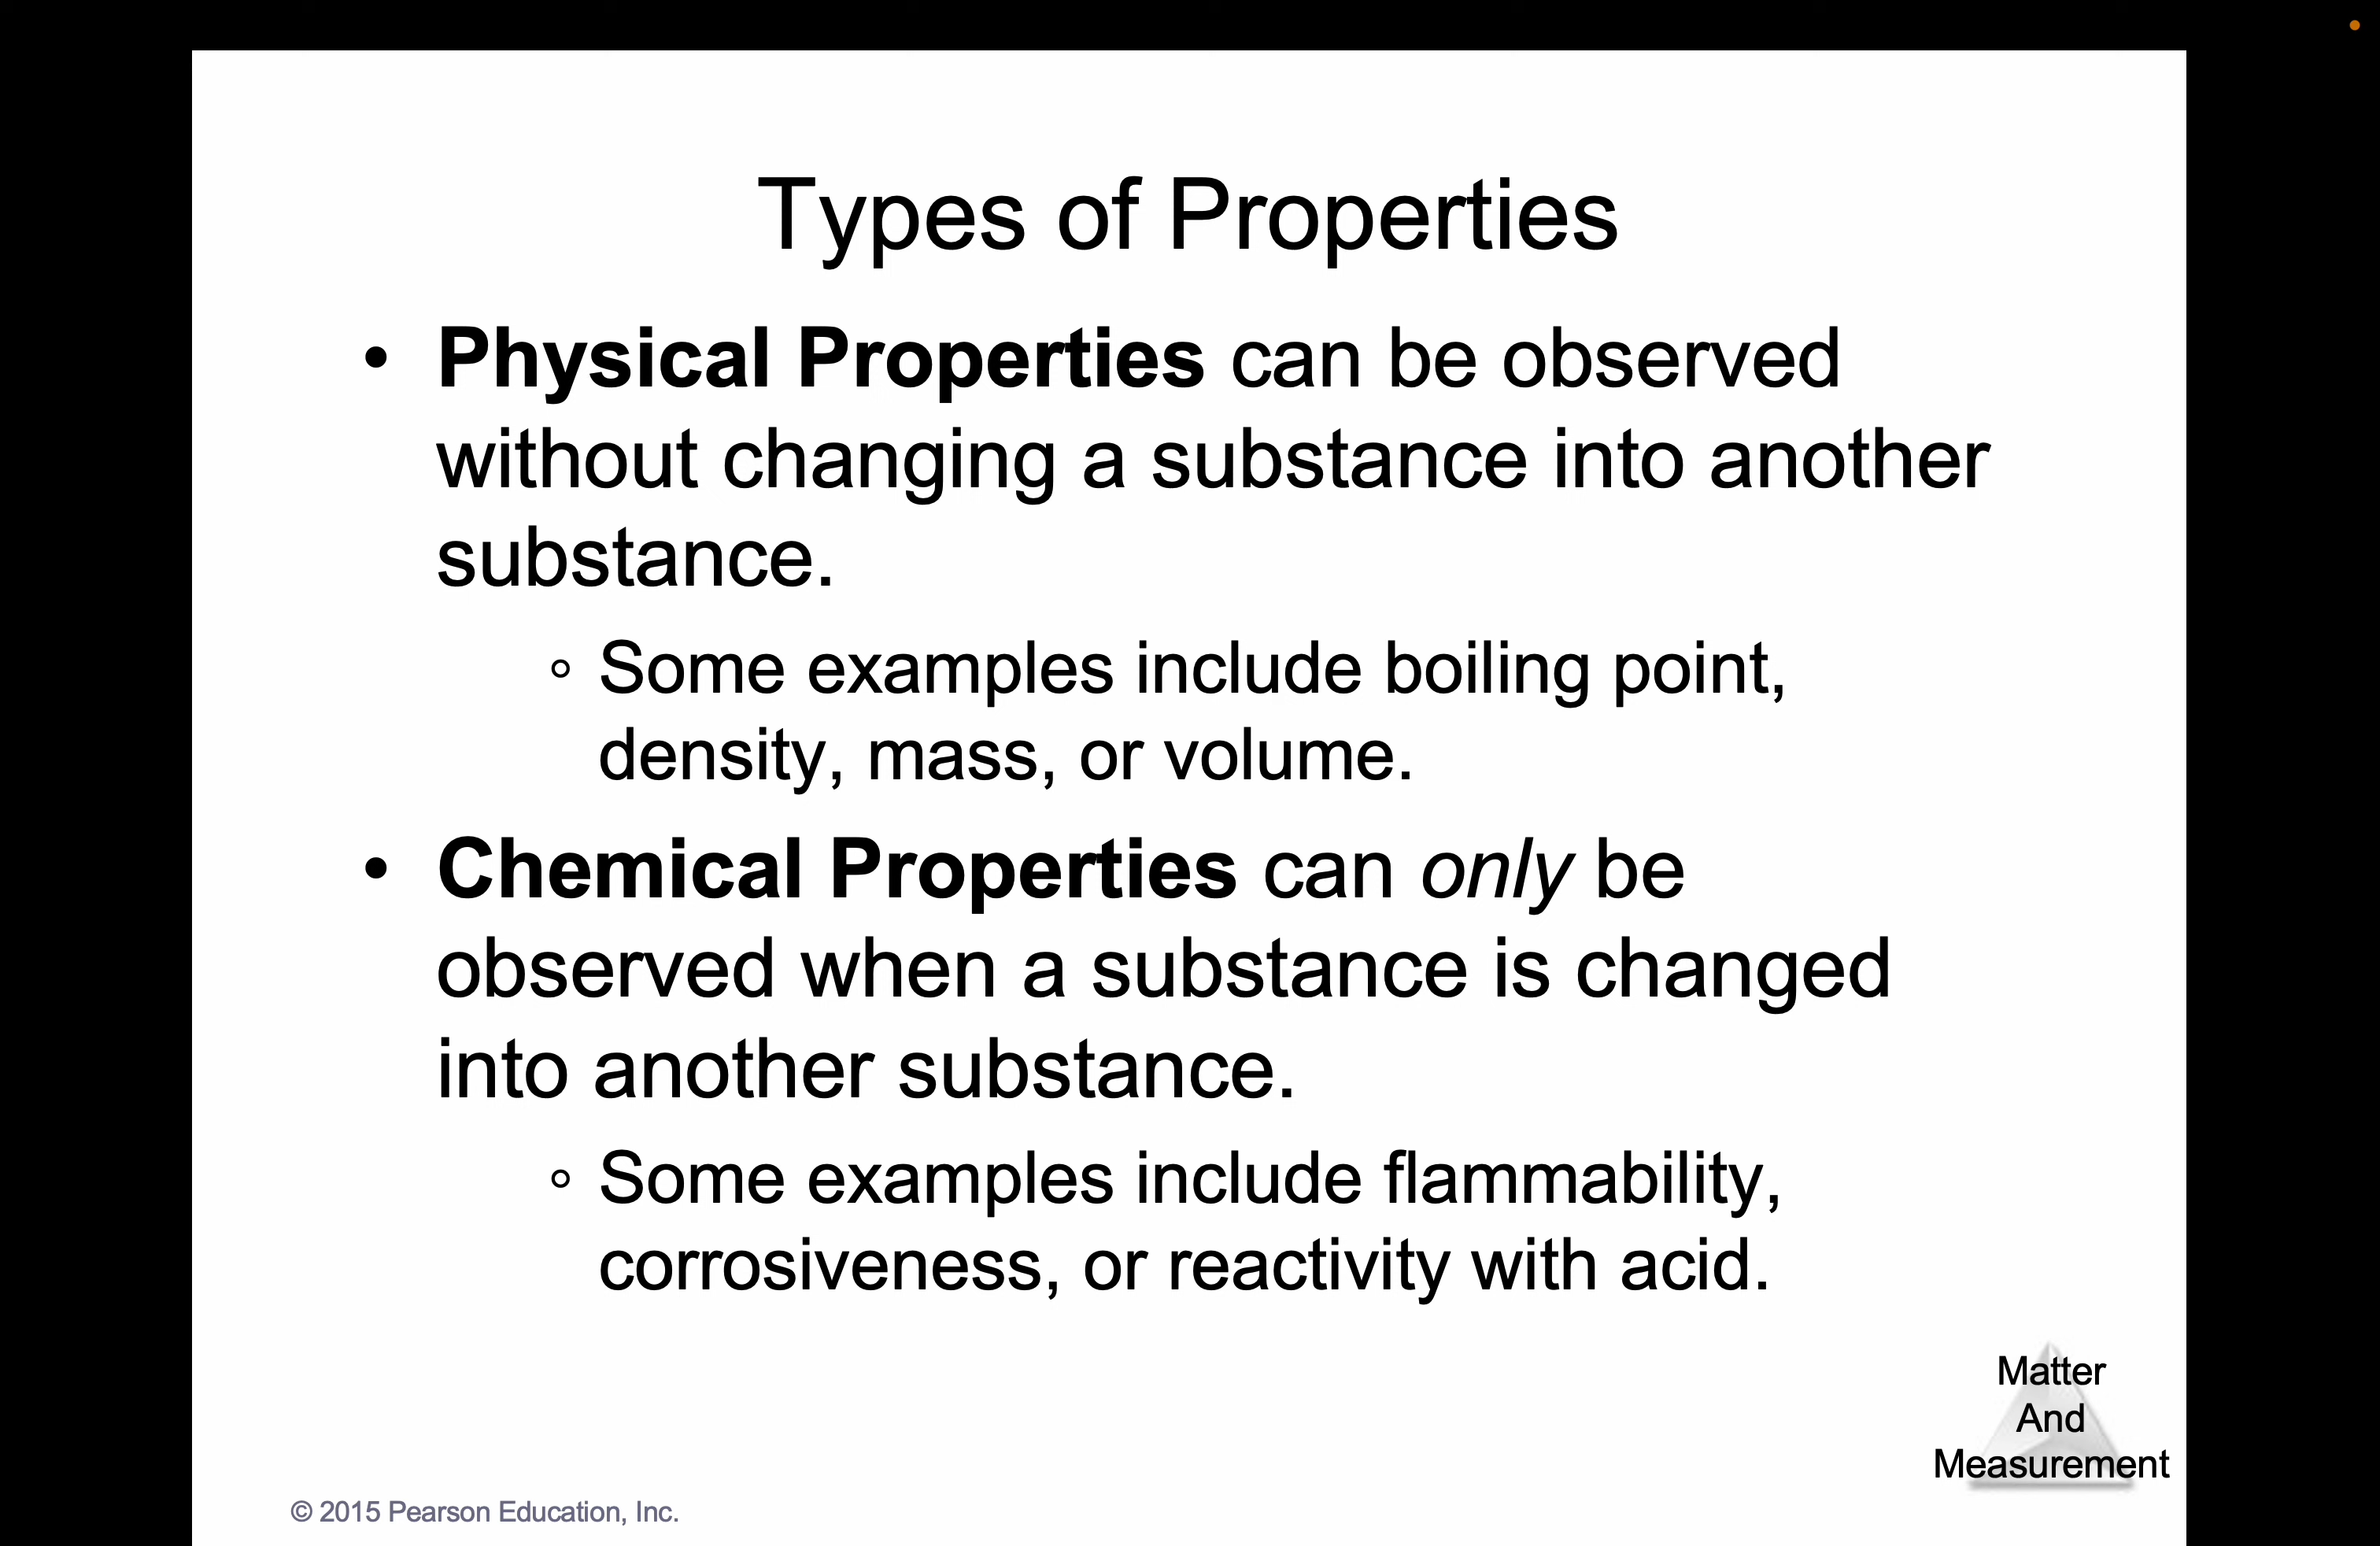 Types of Properties
• Physical Properties can be observed
without changing a substance into another
substance.
◦ Some examples include boiling point,
density, mass, or volume.
• Chemical Properties can only be
observed when a substance is changed
into another substance.
◦ Some examples include flammability,
corrosiveness, or reactivity with acid.
Matter
And
Measurement
© 2015 Pearson Education, Inc.